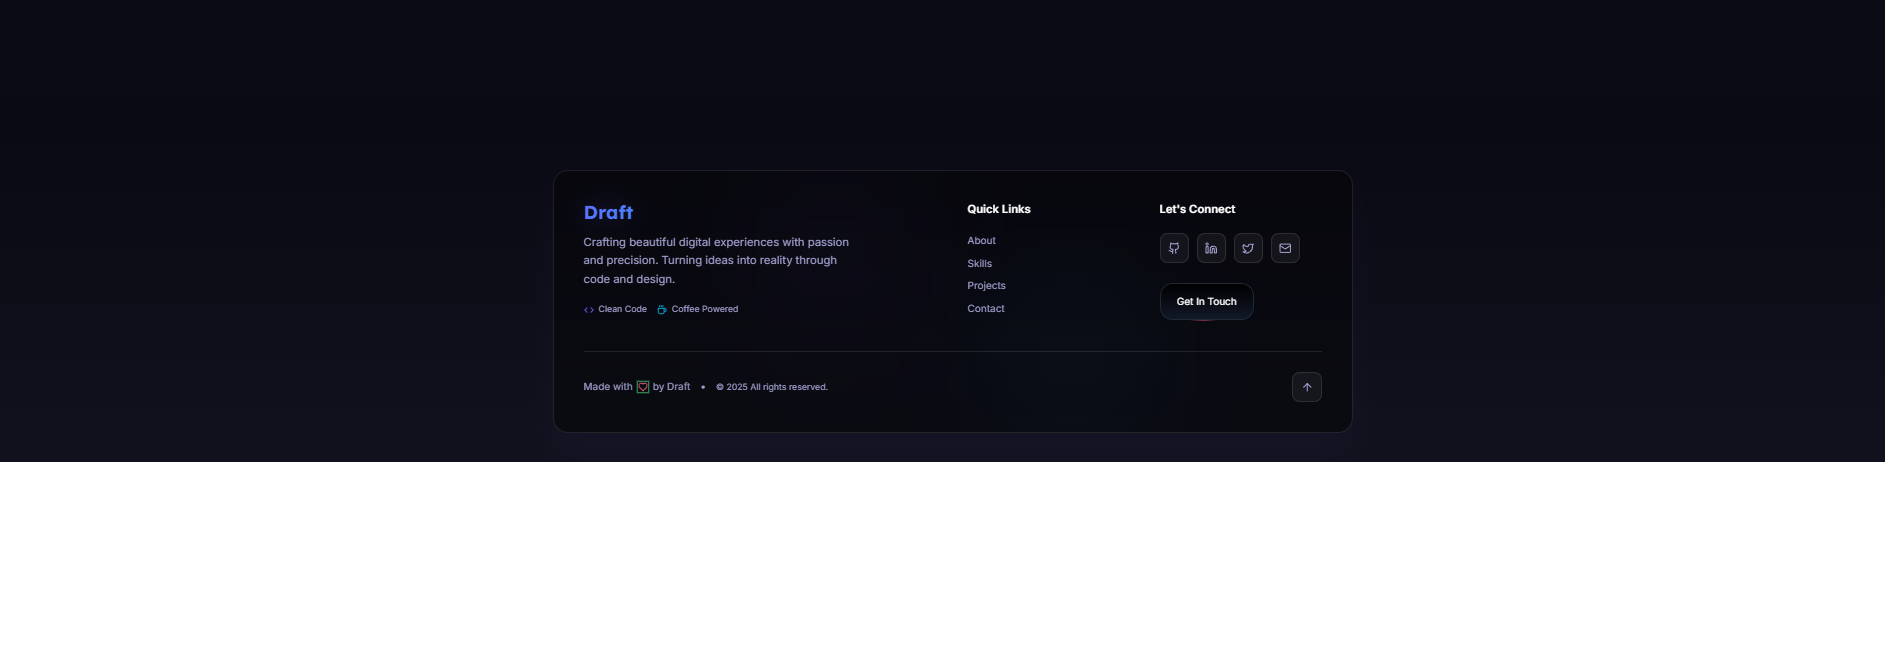 Draft
Crafting beautiful digital experiences with passion
and precision. Turning ideas into reality through
code and design.
Clean Code Coffee Powered
Quick Links
About
Skills
Projects
Contact
Let's Connect
Get In Touch
Made with by Draft • © 2025 All rights reserved.